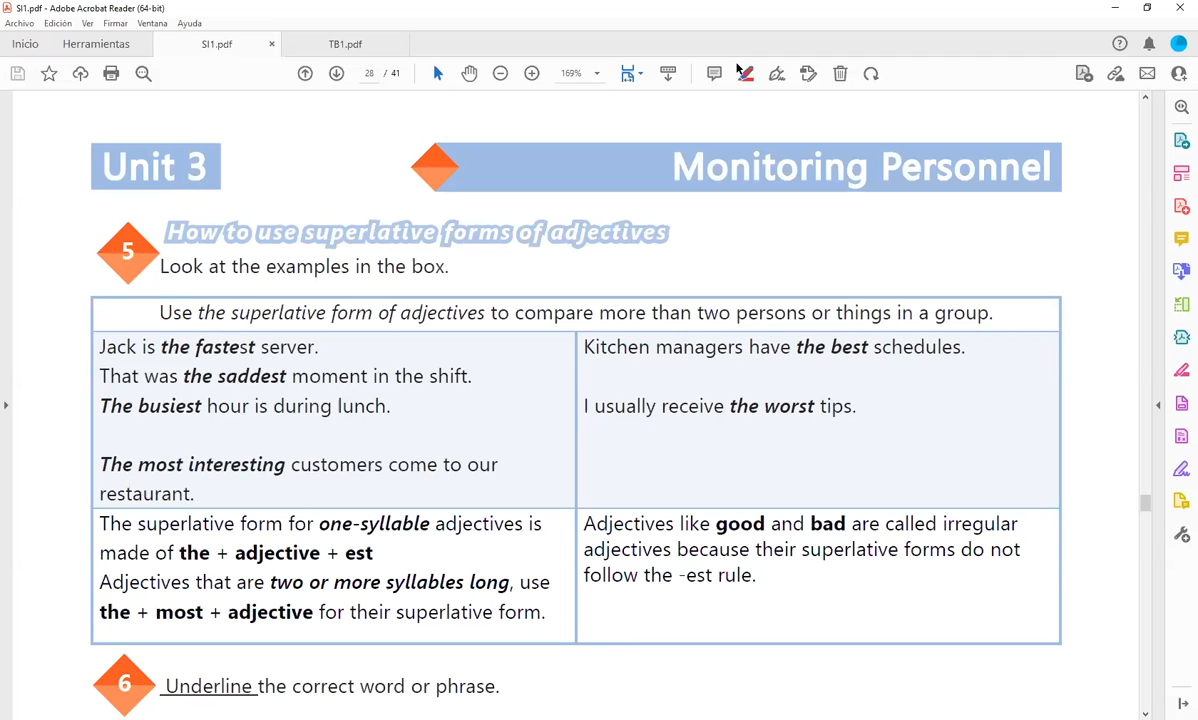 SI1.pdf - Adobe Acrobat Reader (64-bit)
Archivo Edición Ver Firmar Ventana Ayuda
Inicio Herramientas SI1.pdf × TB1.pdf
28 / 41 169%
Unit 3 Monitoring Personnel
5 How to use superlative forms of adjectives
Look at the examples in the box.
Use the superlative form of adjectives to compare more than two persons or things in a group.
Jack is the fastest server.
That was the saddest moment in the shift.
The busiest hour is during lunch.
The most interesting customers come to our
restaurant.
Kitchen managers have the best schedules.
I usually receive the worst tips.
The superlative form for one-syllable adjectives is
made of the + adjective + est
Adjectives that are two or more syllables long, use
the + most + adjective for their superlative form.
Adjectives like good and bad are called irregular
adjectives because their superlative forms do not
follow the -est rule.
6 Underline the correct word or phrase.